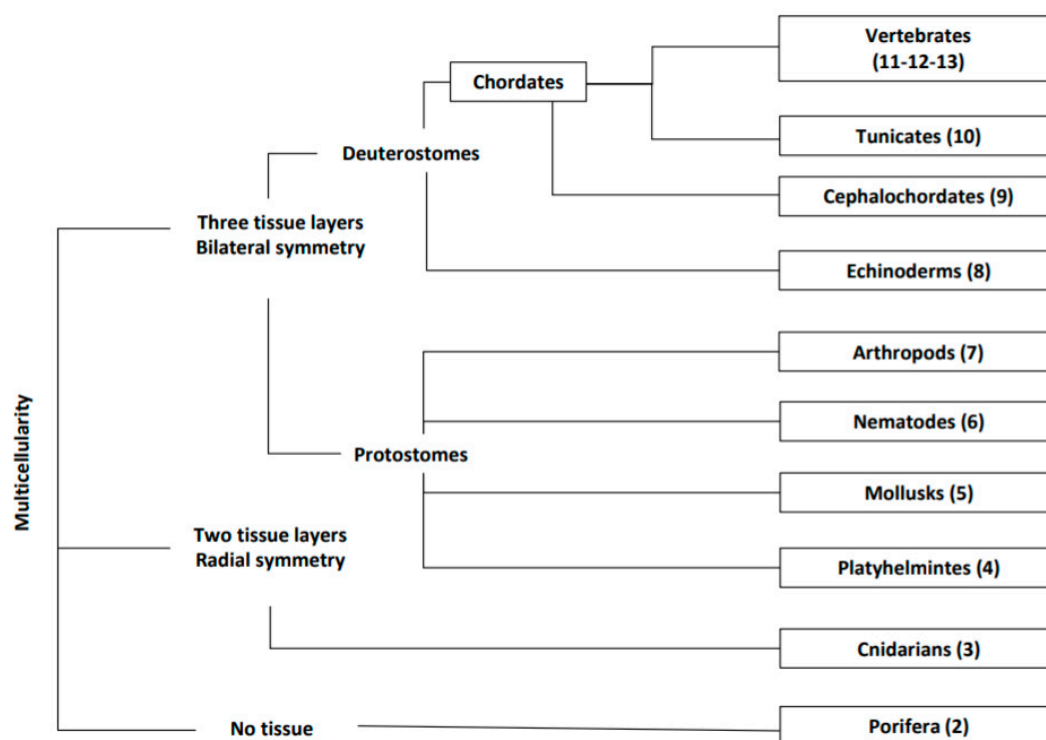 Vertebrates
(11-12-13)
Chordates
Tunicates (10)
Deuterostomes
Cephalochordates (9)
Three tissue layers
Bilateral symmetry
Echinoderms (8)
Arthropods (7)
Nematodes (6)
Protostomes
Multicellularity
Mollusks (5)
Two tissue layers
Radial symmetry
Platyhelmintes (4)
Cnidarians (3)
No tissue
Porifera (2)